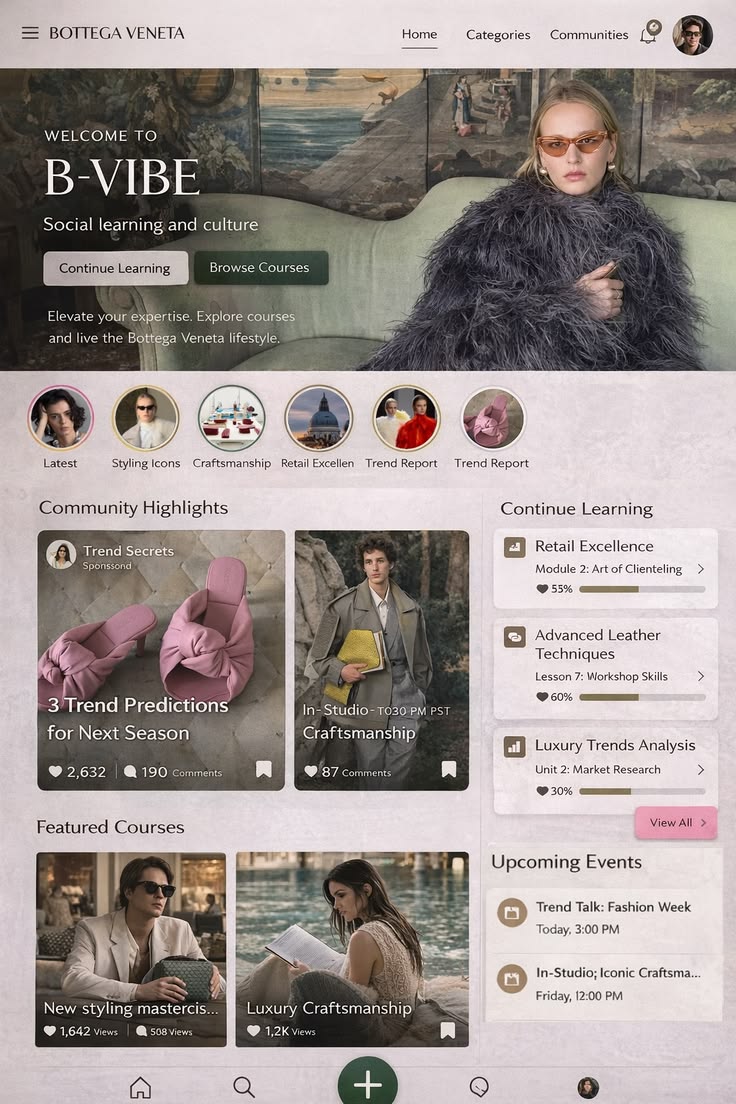 BOTTEGA VENETA
Home
Categories
Communities
WELCOME TO
B-VIBE
Social learning and culture
Continue Learning
Browse Courses
Elevate your expertise. Explore courses
and live the Bottega Veneta lifestyle.
Latest
Styling Icons
Craftsmanship
Retail Excellen
Trend Report
Trend Report
Community Highlights
Trend Secrets
Sponssond
3 Trend Predictions
for Next Season
2,632
190 Comments
In-Studio-TO30 PM PST
Craftsmanship
87 Comments
Continue Learning
Retail Excellence
Module 2: Art of Clienteling
55%
Advanced Leather
Techniques
Lesson 7: Workshop Skills
60%
Luxury Trends Analysis
Unit 2: Market Research
30%
View All
Featured Courses
New styling mastercis...
1,642 Views
508 Views
Luxury Craftsmanship
1,2K Views
Upcoming Events
Trend Talk: Fashion Week
Today, 3:00 PM
In-Studio; Iconic Craftsma...
Friday, 12:00 PM